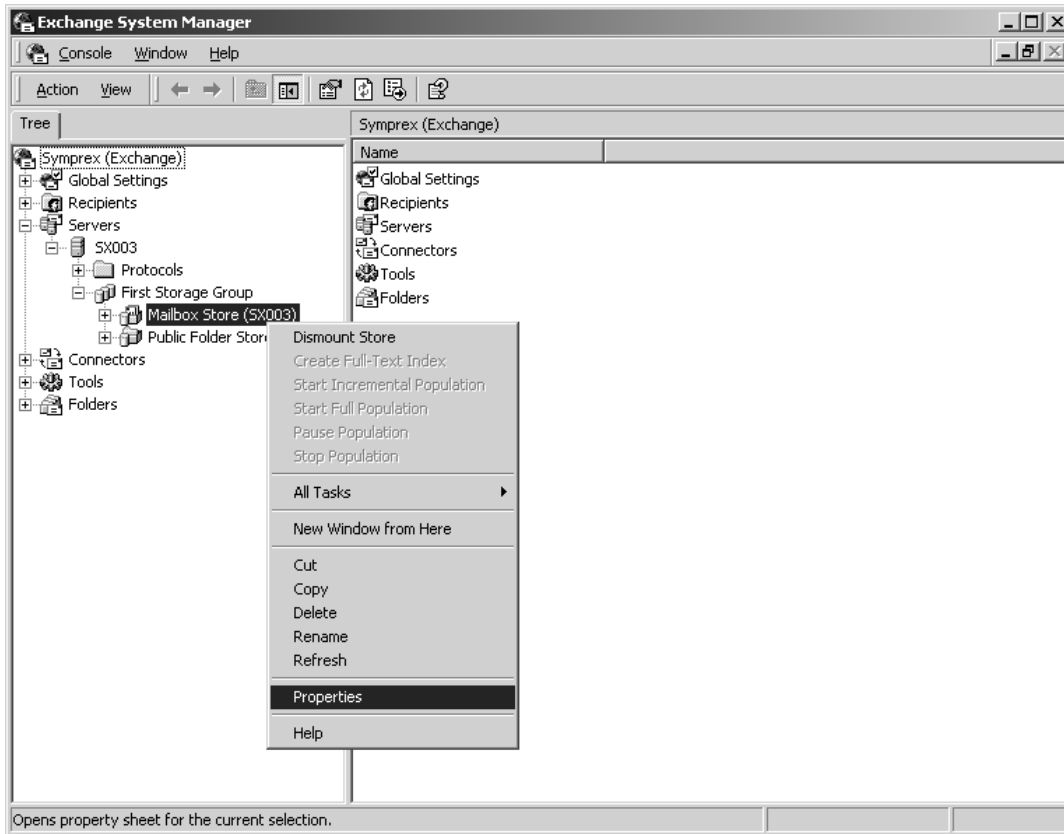 Exchange System Manager
Console Window Help
Action View
Tree
Symprex (Exchange)
Symprex (Exchange)
Global Settings
Recipients
Servers
SX003
Protocols
First Storage Group
Mailbox Store (SX003)
Public Folder Stor
Connectors
Tools
Folders
Name
Global Settings
Recipients
Servers
Connectors
Tools
Folders
Dismount Store
Create Full-Text Index
Start Incremental Population
Start Full Population
Pause Population
Stop Population
All Tasks
New Window from Here
Cut
Copy
Delete
Rename
Refresh
Properties
Help
Opens property sheet for the current selection.